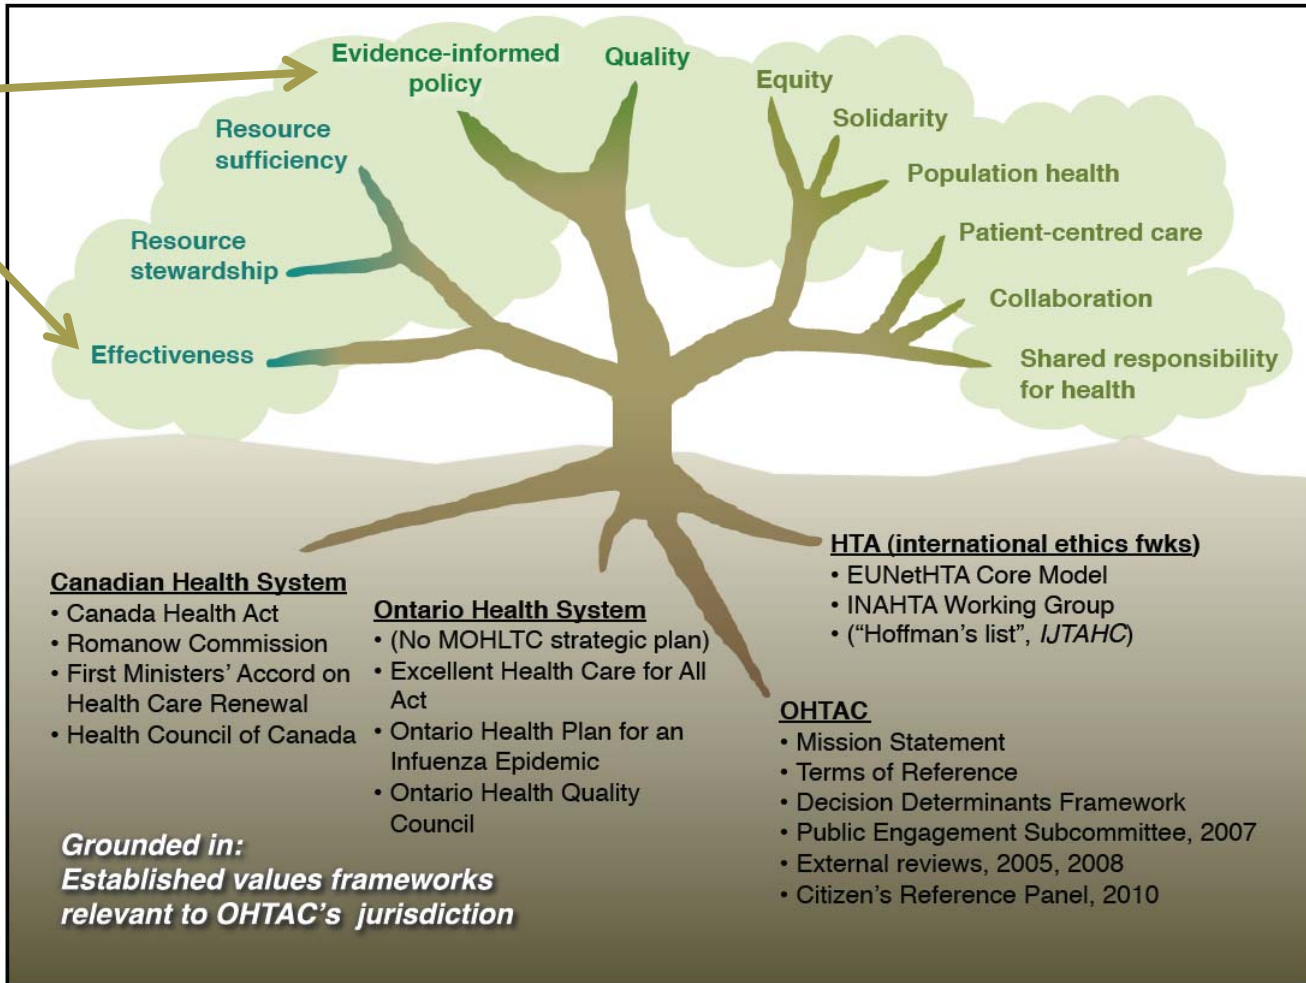 Evidence-informed
policy
Quality
Equity
Solidarity
Resource
sufficiency
Population health
Patient-centred care
Resource
stewardship
Collaboration
Effectiveness
Shared responsibility
for health
Canadian Health System
• Canada Health Act
• Romanow Commission
• First Ministers’ Accord on
Health Care Renewal
• Health Council of Canada
Ontario Health System
• (No MOHLTC strategic plan)
• Excellent Health Care for All
Act
• Ontario Health Plan for an
Infuenza Epidemic
• Ontario Health Quality
Council
HTA (international ethics fwks)
• EUNetHTA Core Model
• INAHTA Working Group
• (“Hoffman’s list”, IJTAHC)
OHTAC
• Mission Statement
• Terms of Reference
• Decision Determinants Framework
• Public Engagement Subcommittee, 2007
• External reviews, 2005, 2008
• Citizen’s Reference Panel, 2010
Grounded in:
Established values frameworks
relevant to OHTAC’s jurisdiction